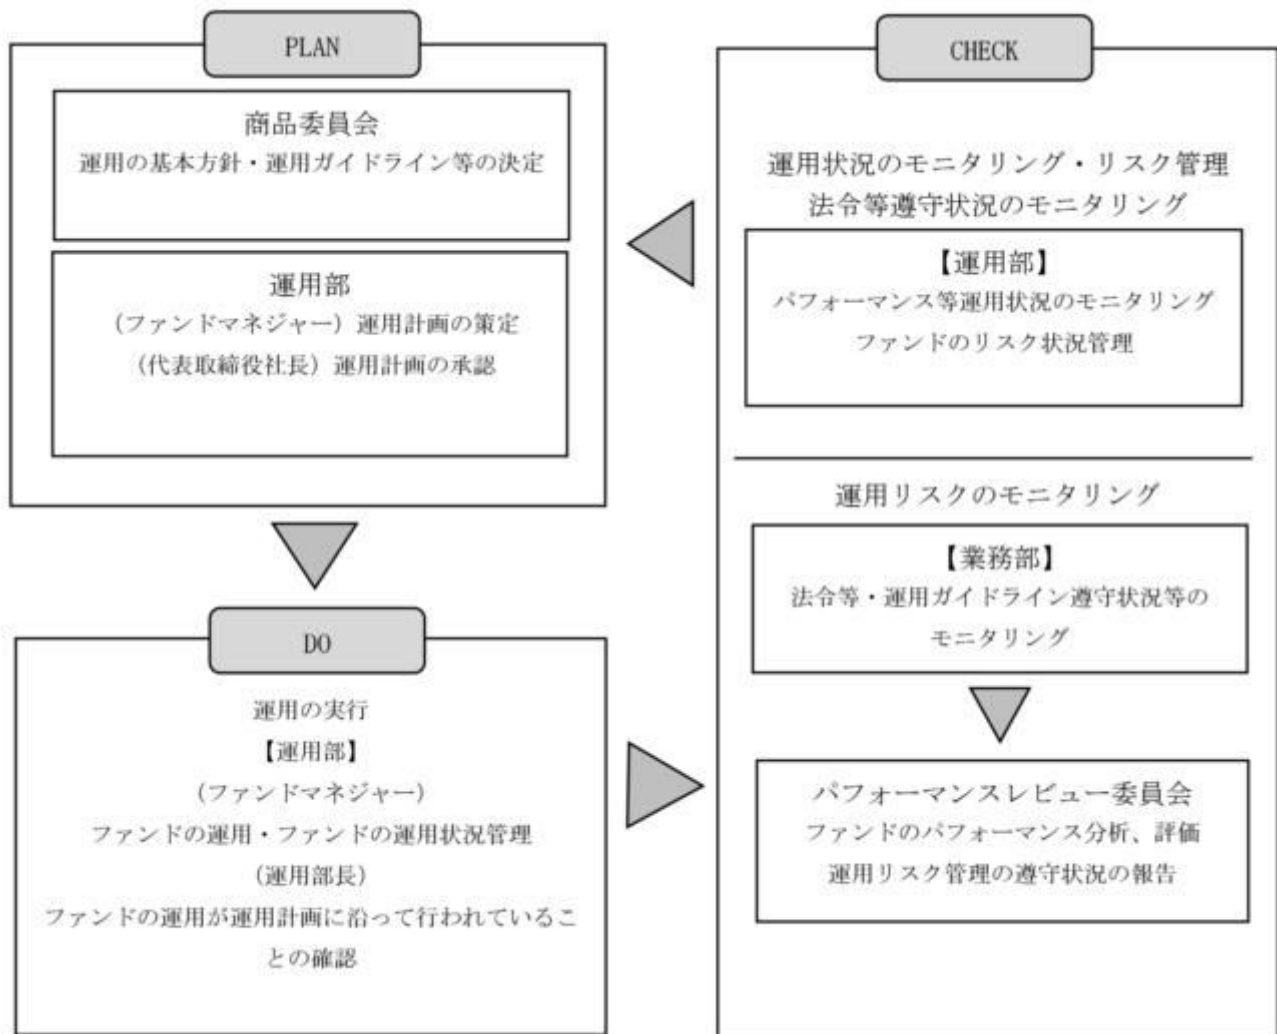 PLAN
商品委員会
運用の基本方針・運用ガイドライン等の決定
運用部
（ファンドマネジャー）運用計画の策定
（代表取締役社長）運用計画の承認
DO
運用の実行
【運用部】
（ファンドマネジャー）
ファンドの運用・ファンドの運用状況管理
（運用部長）
ファンドの運用が運用計画に沿って行われているこ
との確認
CHECK
運用状況のモニタリング・リスク管理
法令等遵守状況のモニタリング
【運用部】
パフォーマンス等運用状況のモニタリング
ファンドのリスク状況管理
運用リスクのモニタリング
【業務部】
法令等・運用ガイドライン遵守状況等の
モニタリング
パフォーマンスレビュー委員会
ファンドのパフォーマンス分析、評価
運用リスク管理の遵守状況の報告